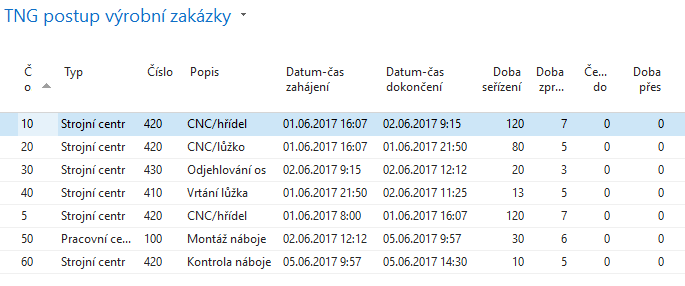 TNG postup výrobní zakázky
Č o Typ Číslo Popis Datum-čas zahájení Datum-čas dokončení Doba seřízení Doba zpr... Če... do Doba přes
10 Strojní centr 420 CNC/hřídel 01.06.2017 16:07 02.06.2017 9:15 120 7 0 0
20 Strojní centr 420 CNC/lůžko 01.06.2017 16:07 01.06.2017 21:50 80 5 0 0
30 Strojní centr 430 Odjehlování os 02.06.2017 9:15 02.06.2017 12:12 20 3 0 0
40 Strojní centr 410 Vrtání lůžka 01.06.2017 21:50 02.06.2017 11:25 13 5 0 0
5 Strojní centr 420 CNC/hřídel 01.06.2017 8:00 01.06.2017 16:07 120 7 0 0
50 Pracovní ce... 100 Montáž náboje 02.06.2017 12:12 05.06.2017 9:57 30 6 0 0
60 Strojní centr 420 Kontrola náboje 05.06.2017 9:57 05.06.2017 14:30 10 5 0 0